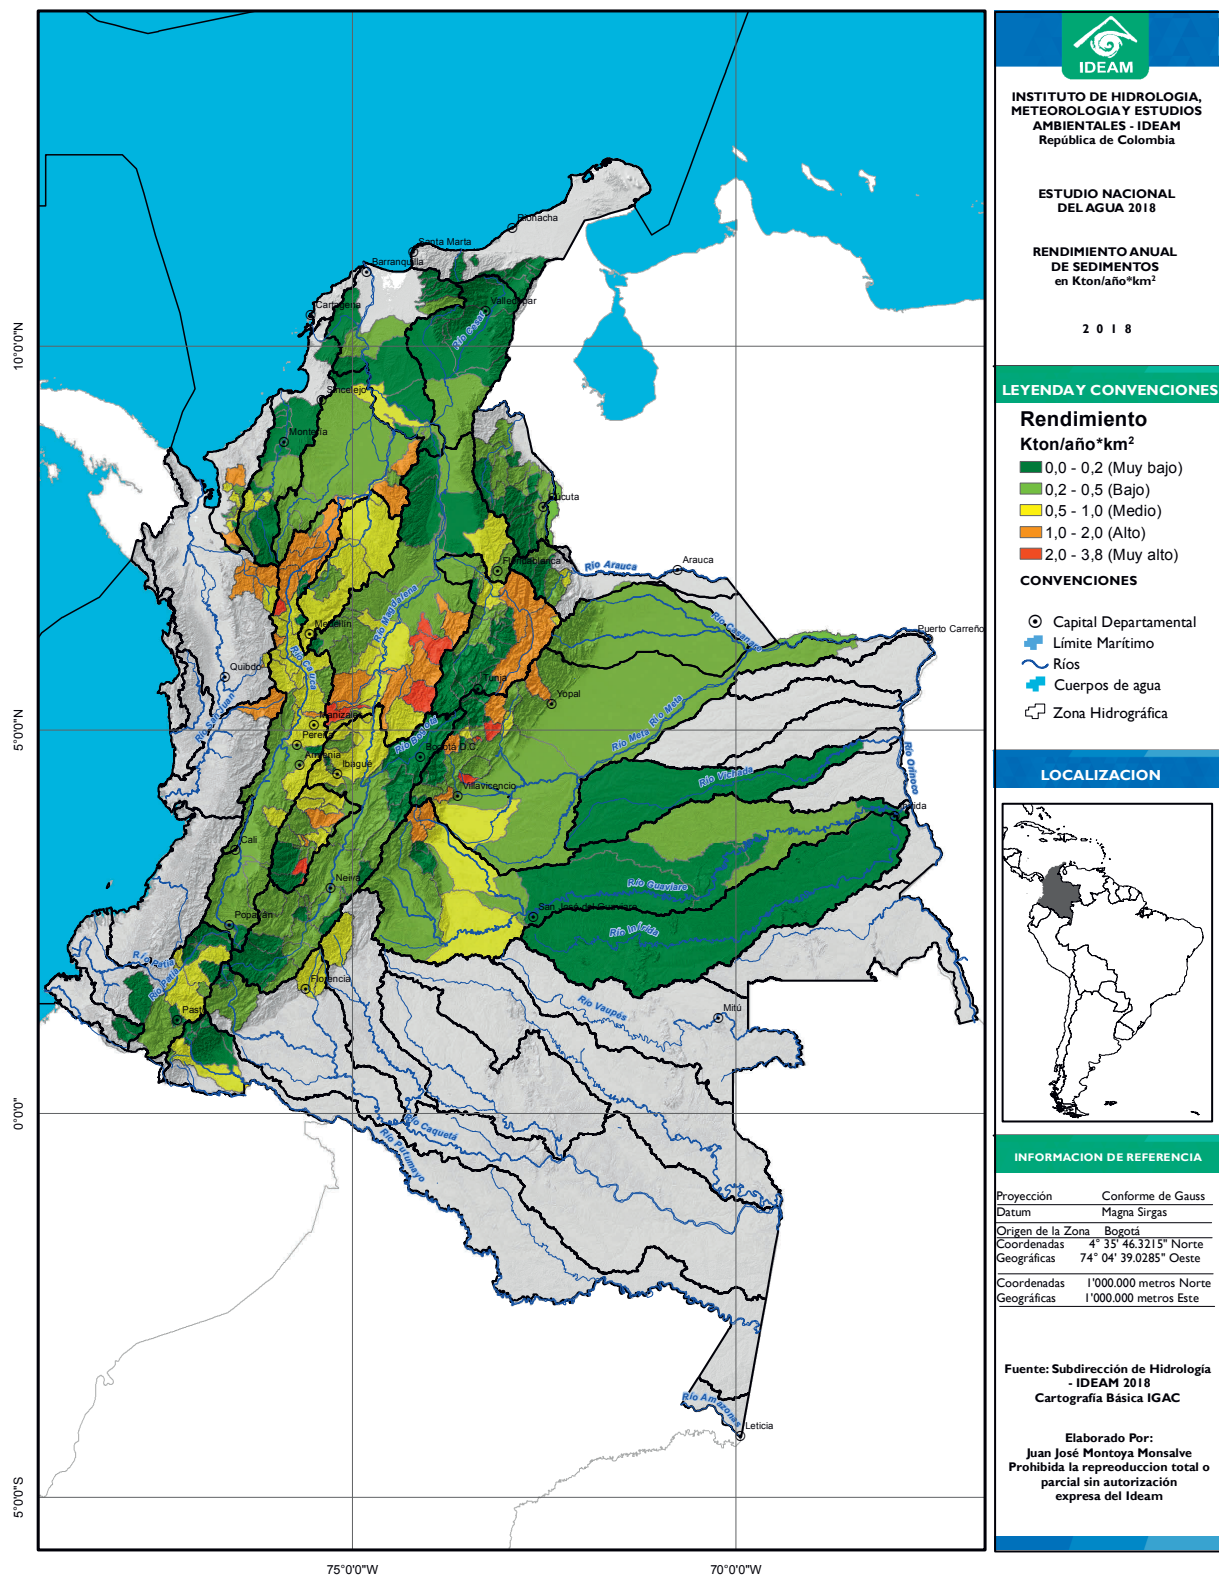 10°0'0"N
5°0'0"N
0°0'0"
5°0'0"S
75°0'0"W
70°0'0"W
Riohacha
Santa Marta
Barranquilla
Cartagena
Valledupar
Río Cesar
Sincelejo
Montería
Cúcuta
Floridablanca
Río Arauca
Arauca
Río Casanare
Puerto Carreño
Río Magdalena
Medellín
Río Cauca
Quibdó
Río San Juan
Tunja
Yopal
Manizales
Pereira
Armenia
Ibagué
Río Bogotá
Bogotá D.C.
Río Meta
Río Meta
Villavicencio
Río Vichada
Río Orinoco
Inírida
Cali
Neiva
Río Guaviare
San José del Guaviare
Río Inírida
Popayán
Río Patía
Río Patía
Florencia
Pasto
Río Vaupés
Mitú
Río Caquetá
Río Putumayo
Río Amazonas
Leticia
IDEAM
INSTITUTO DE HIDROLOGIA,
METEOROLOGIA Y ESTUDIOS
AMBIENTALES - IDEAM
República de Colombia
ESTUDIO NACIONAL
DEL AGUA 2018
RENDIMIENTO ANUAL
DE SEDIMENTOS
en Kton/año*km²
2 0 1 8
LEYENDA Y CONVENCIONES
Rendimiento
Kton/año*km²
0,0 - 0,2 (Muy bajo)
0,2 - 0,5 (Bajo)
0,5 - 1,0 (Medio)
1,0 - 2,0 (Alto)
2,0 - 3,8 (Muy alto)
CONVENCIONES
Capital Departamental
Límite Marítimo
Ríos
Cuerpos de agua
Zona Hidrográfica
LOCALIZACION
INFORMACION DE REFERENCIA
Proyección Conforme de Gauss
Datum Magna Sirgas
Origen de la Zona Bogotá
Coordenadas 4° 35' 46.3215" Norte
Geográficas 74° 04' 39.0285" Oeste
Coordenadas 1'000.000 metros Norte
Geográficas 1'000.000 metros Este
Fuente: Subdirección de Hidrología
- IDEAM 2018
Cartografía Básica IGAC
Elaborado Por:
Juan José Montoya Monsalve
Prohibida la repreoduccion total o
parcial sin autorización
expresa del Ideam